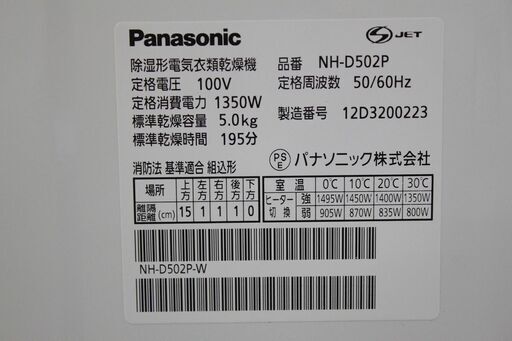 Panasonic
S JET
除湿形電気衣類乾燥機
品番 NH-D502P
定格電圧 100V
定格周波数 50/60Hz
定格消費電力 1350W
標準乾燥容量 5.0kg
製造番号 12D3200223
標準乾燥時間 195分
PS E パナソニック株式会社
消防法 基準適合 組込形
場所 上方 左方 右方 後方 下方
離隔距離(cm) 15 1 1 1 0
室温 0℃ 10℃ 20℃ 30℃
ヒーター切換 強 1495W 1450W 1400W 1350W
弱 905W 870W 835W 800W
NH-D502P-W